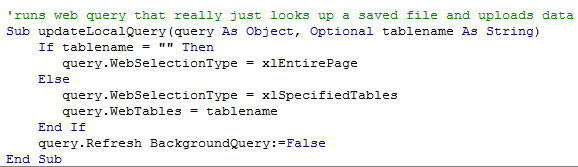 'runs web query that really just looks up a saved file and uploads data
Sub updateLocalQuery(query As Object, Optional tablename As String)
    If tablename = "" Then
        query.WebSelectionType = xlEntirePage
    Else
        query.WebSelectionType = xlSpecifiedTables
        query.WebTables = tablename
    End If
    query.Refresh BackgroundQuery:=False
End Sub